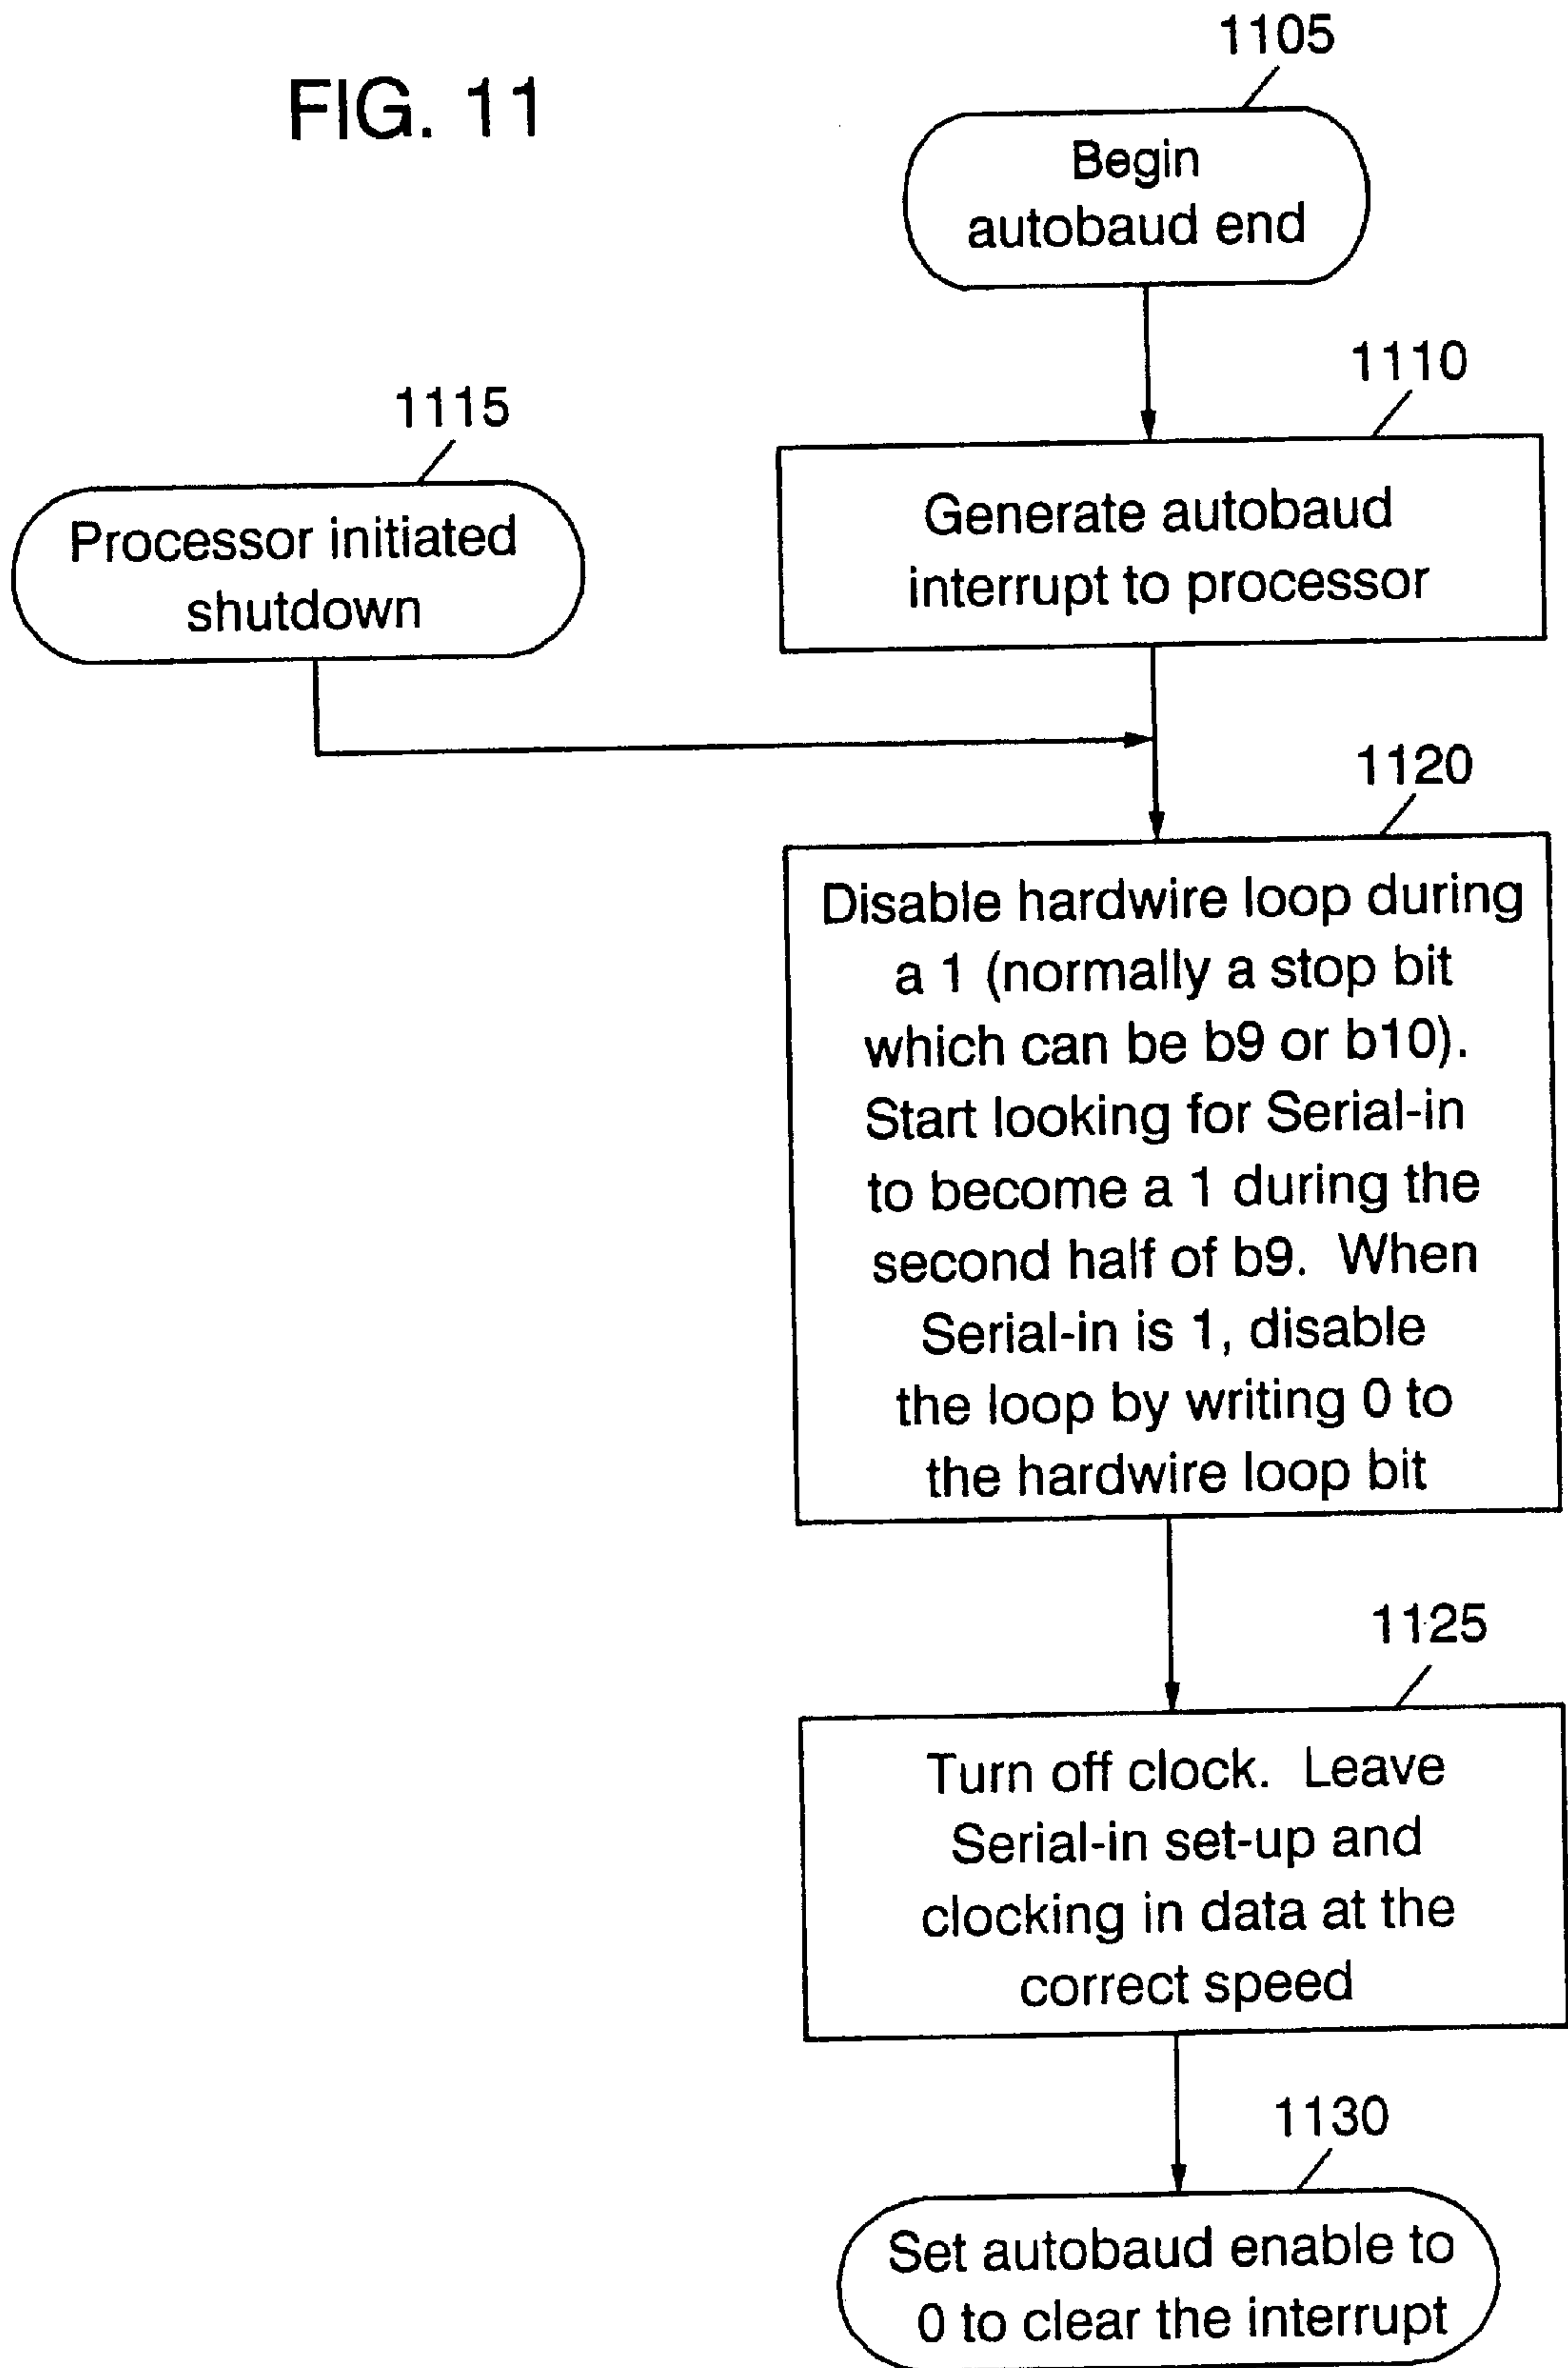 FIG. 11
1105
Begin
autobaud end
1110
Generate autobaud
interrupt to processor
1115
Processor initiated
shutdown
1120
Disable hardwire loop during
a 1 (normally a stop bit
which can be b9 or b10).
Start looking for Serial-in
to become a 1 during the
second half of b9. When
Serial-in is 1, disable
the loop by writing 0 to
the hardwire loop bit
1125
Turn off clock. Leave
Serial-in set-up and
clocking in data at the
correct speed
1130
Set autobaud enable to
0 to clear the interrupt